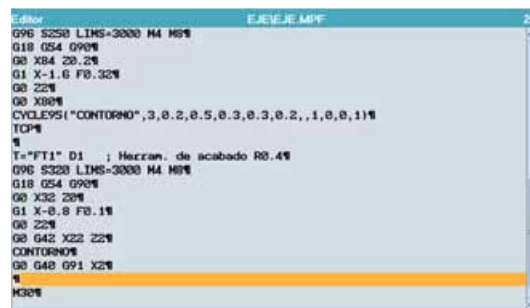 Editor EJE\EJE.MPF 2
G96 S250 LIMS=3000 M4 M8¶
G18 G54 G90¶
G0 X84 Z0.2¶
G1 X-1.6 F0.32¶
G0 Z2¶
G0 X80¶
CYCLE95("CONTORNO",3,0.2,0.5,0.3,0.3,0.2,,1,0,0,1)¶
TCP¶
¶
T="FT1" D1 ; Herram. de acabado R0.4¶
G96 S320 LIMS=3000 M4 M8¶
G18 G54 G90¶
G0 X32 Z0¶
G1 X-0.8 F0.1¶
G0 Z2¶
G0 G42 X22 Z2¶
CONTORNO¶
G0 G40 G91 X2¶
¶
M30¶